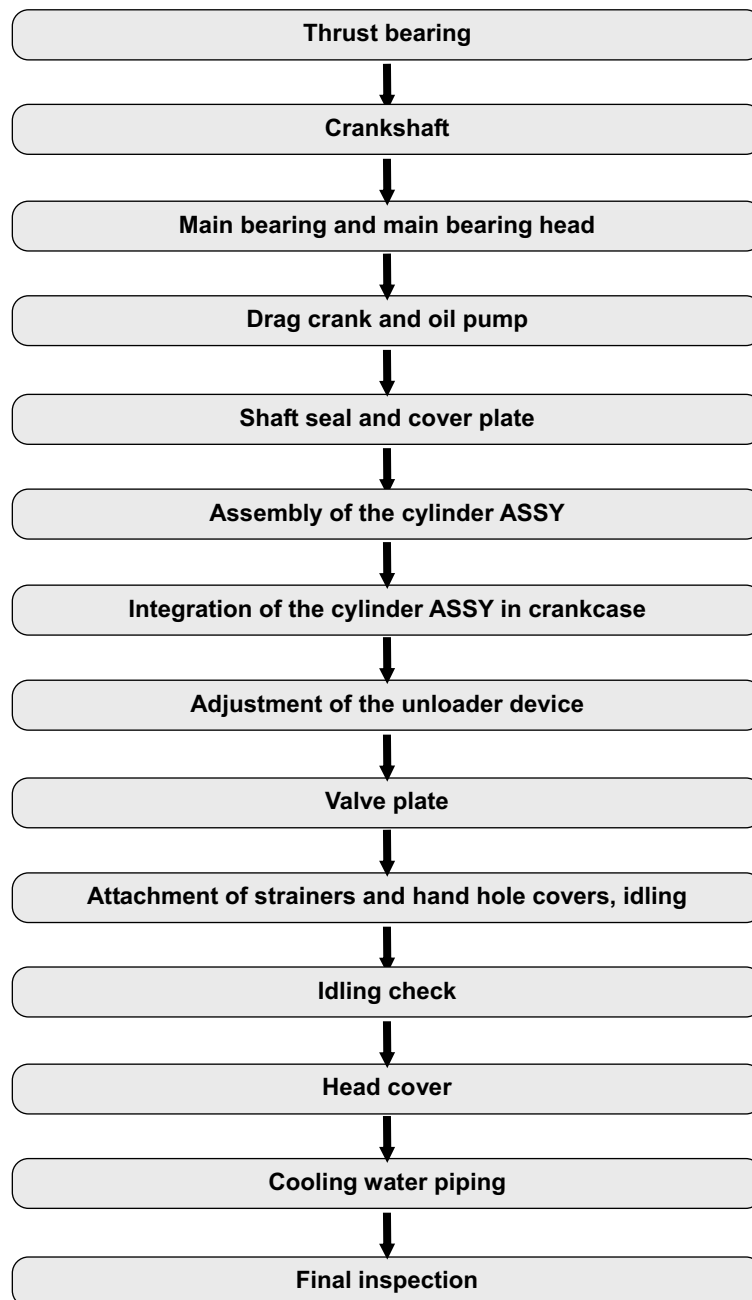 Thrust bearing
Crankshaft
Main bearing and main bearing head
Drag crank and oil pump
Shaft seal and cover plate
Assembly of the cylinder ASSY
Integration of the cylinder ASSY in crankcase
Adjustment of the unloader device
Valve plate
Attachment of strainers and hand hole covers, idling
Idling check
Head cover
Cooling water piping
Final inspection